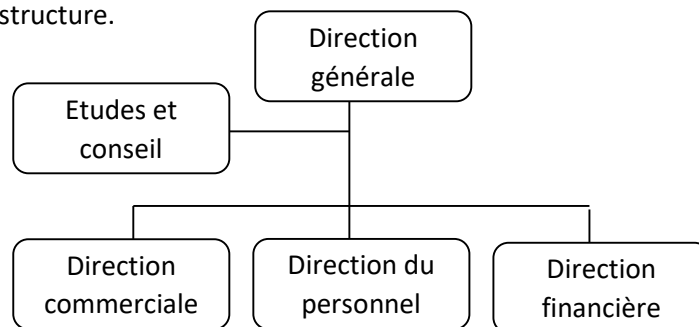 structure.
Direction
générale
Etudes et
conseil
Direction
commerciale
Direction du
personnel
Direction
financière